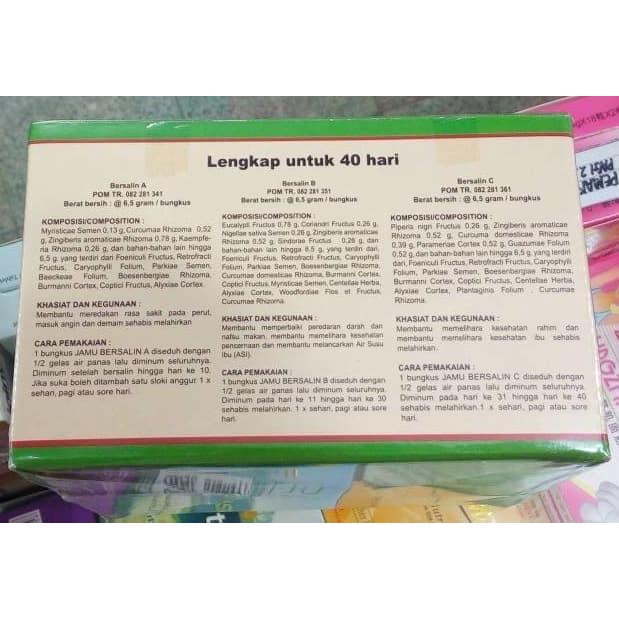 Lengkap untuk 40 hari
Bersalin A
POM TR. 082 281 341
Berat bersih : @ 6,5 gram / bungkus
KOMPOSISI/COMPOSITION :
Myristicae Semen 0,13 g, Curcumae Rhizoma 0,52
g, Zingiberis aromaticae Rhizoma 0,78 g, Kaempfe-
ria Rhizoma 0,26 g, dan bahan-bahan lain hingga
6,5 g, yang terdiri dari Foeniculi Fructus, Retrofracti
Fructus, Caryophylli Folium, Parkiae Semen,
Baeckeae Folium, Boesenbergiae Rhizoma,
Burmanni Cortex, Coptici Fructus, Alyxiae Cortex.
KHASIAT DAN KEGUNAAN :
Membantu meredakan rasa sakit pada perut,
masuk angin dan demam sehabis melahirkan
CARA PEMAKAIAN :
1 bungkus JAMU BERSALIN A diseduh dengan
1/2 gelas air panas lalu diminum seluruhnya.
Diminum setelah bersalin hingga hari ke 10.
Jika suka boleh ditambah satu sloki anggur 1 x
sehari, pagi atau sore hari.
Bersalin B
POM TR. 082 281 351
Berat bersih : @ 6,5 gram / bungkus
KOMPOSISI/COMPOSITION :
Eucalypti Fructus 0,78 g, Coriandri Fructus 0,26 g,
Nigellae sativa Semen 0,26 g, Zingiberis aromaticae
Rhizoma 0,52 g, Sindorae Fructus 0,26 g, dan
bahan-bahan lain hingga 6,5 g, yang terdiri dari
Foeniculi Fructus, Retrofracti Fructus, Caryophylli
Folium, Parkiae Semen, Boesenbergiae
Rhizoma, Curcumae domesticae Rhizoma, Burmanni Cortex,
Coptici Fructus, Myristicae Semen, Centellae Herba,
Alyxiae Cortex, Woodfordiae Flos et Fructus,
Curcumae Rhizoma.
KHASIAT DAN KEGUNAAN :
Membantu memperbaiki peredaran darah dan
nafsu makan, membantu memelihara kesehatan
pencernaan dan membantu melancarkan Air Susu
Ibu (ASI).
CARA PEMAKAIAN :
1 bungkus JAMU BERSALIN B diseduh dengan
1/2 gelas air panas lalu diminum seluruhnya.
Diminum pada hari ke 11 hingga hari ke 30
sehabis melahirkan. 1 x sehari, pagi atau sore
hari.
Bersalin C
POM TR. 082 281 361
Berat bersih : @ 6,5 gram / bungkus
KOMPOSISI/COMPOSITION :
Piperis nigri Fructus 0,26 g, Zingiberis aromaticae
Rhizoma 0,52 g, Curcuma domesticae Rhizoma
0,39 g, Parameriae Cortex 0,52 g, Guazumae Folium
0,52 g, dan bahan-bahan lain hingga 6,5 g, yang terdiri
dari Foeniculi Fructus, Retrofracti Fructus, Caryophylli
Folium, Parkiae Semen, Boesenbergiae Rhizoma,
Burmanni Cortex, Coptici Fructus, Centellae Herba,
Alyxiae Cortex, Plantaginis Folium , Curcumae
Rhizoma.
KHASIAT DAN KEGUNAAN :
Membantu memelihara kesehatan rahim dan
membantu memelihara kesehatan ibu sehabis
melahirkan.
CARA PEMAKAIAN :
1 bungkus JAMU BERSALIN C diseduh dengan
1/2 gelas air panas lalu diminum seluruhnya.
Diminum pada hari ke 31 hingga hari ke 40
sehabis melahirkan.1 x sehari, pagi atau sore
hari.